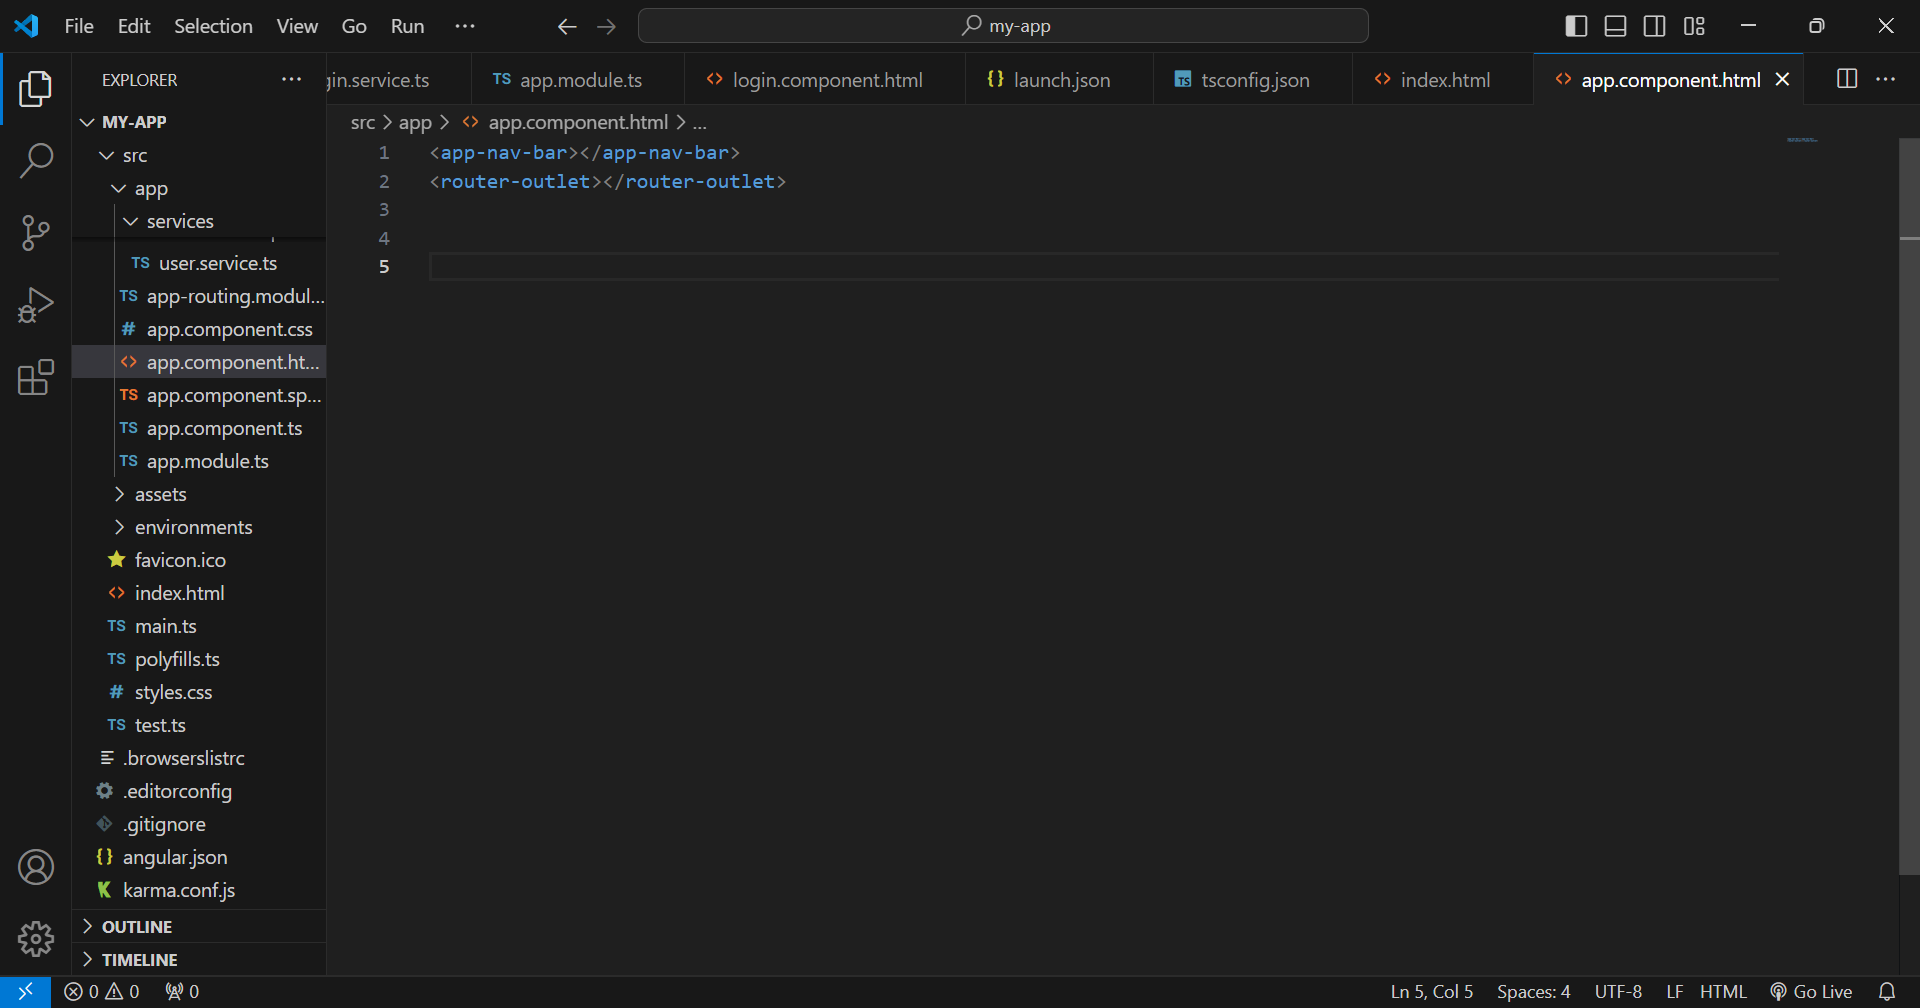 File Edit Selection View Go Run ···
my-app
EXPLORER ···
gin.service.ts
TS app.module.ts
<> login.component.html
{} launch.json
TS tsconfig.json
<> index.html
<> app.component.html
MY-APP
src
app
services
TS user.service.ts
TS app-routing.modul...
# app.component.css
<> app.component.ht...
TS app.component.sp...
TS app.component.ts
TS app.module.ts
assets
environments
favicon.ico
<> index.html
TS main.ts
TS polyfills.ts
# styles.css
TS test.ts
.browserslistrc
.editorconfig
.gitignore
{} angular.json
karma.conf.js
OUTLINE
TIMELINE
src > app > <> app.component.html > ...
1 <app-nav-bar></app-nav-bar>
2 <router-outlet></router-outlet>
3
4
5
0 0 0
Ln 5, Col 5 Spaces: 4 UTF-8 LF HTML Go Live